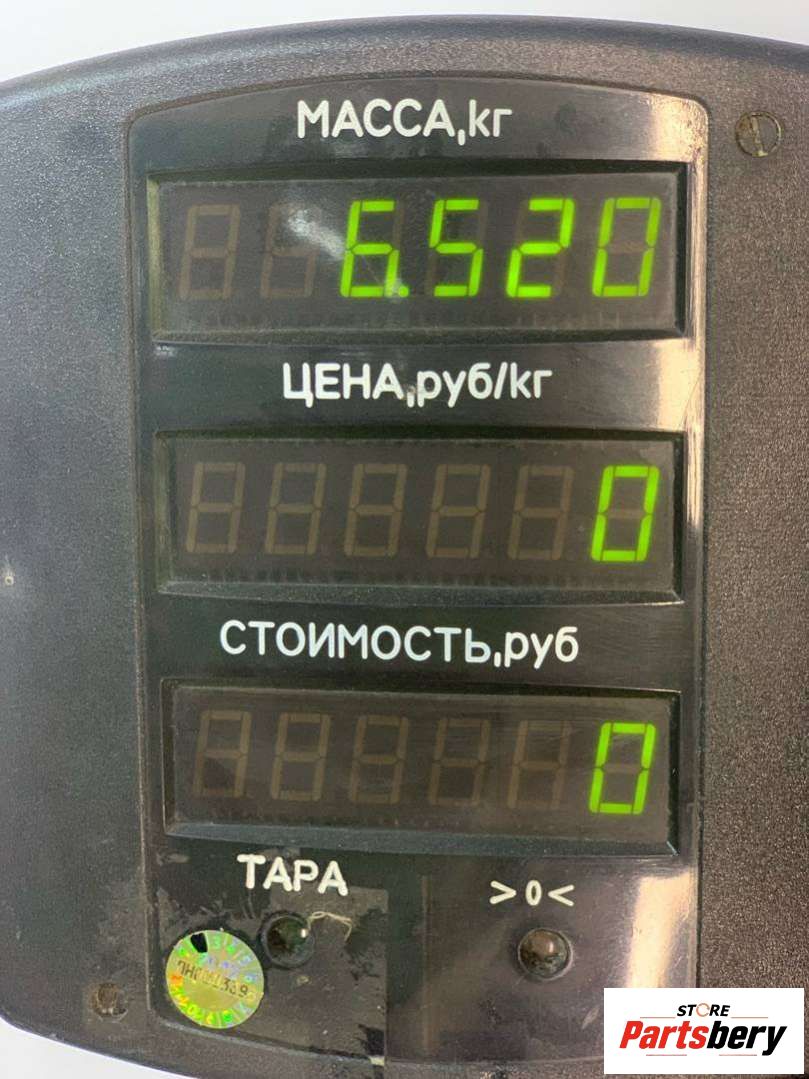 МАССА,кг
6.520
ЦЕНА,руб/кг
0
СТОИМОСТЬ,руб
0
ТАРА
>0<
STORE
Partsbery